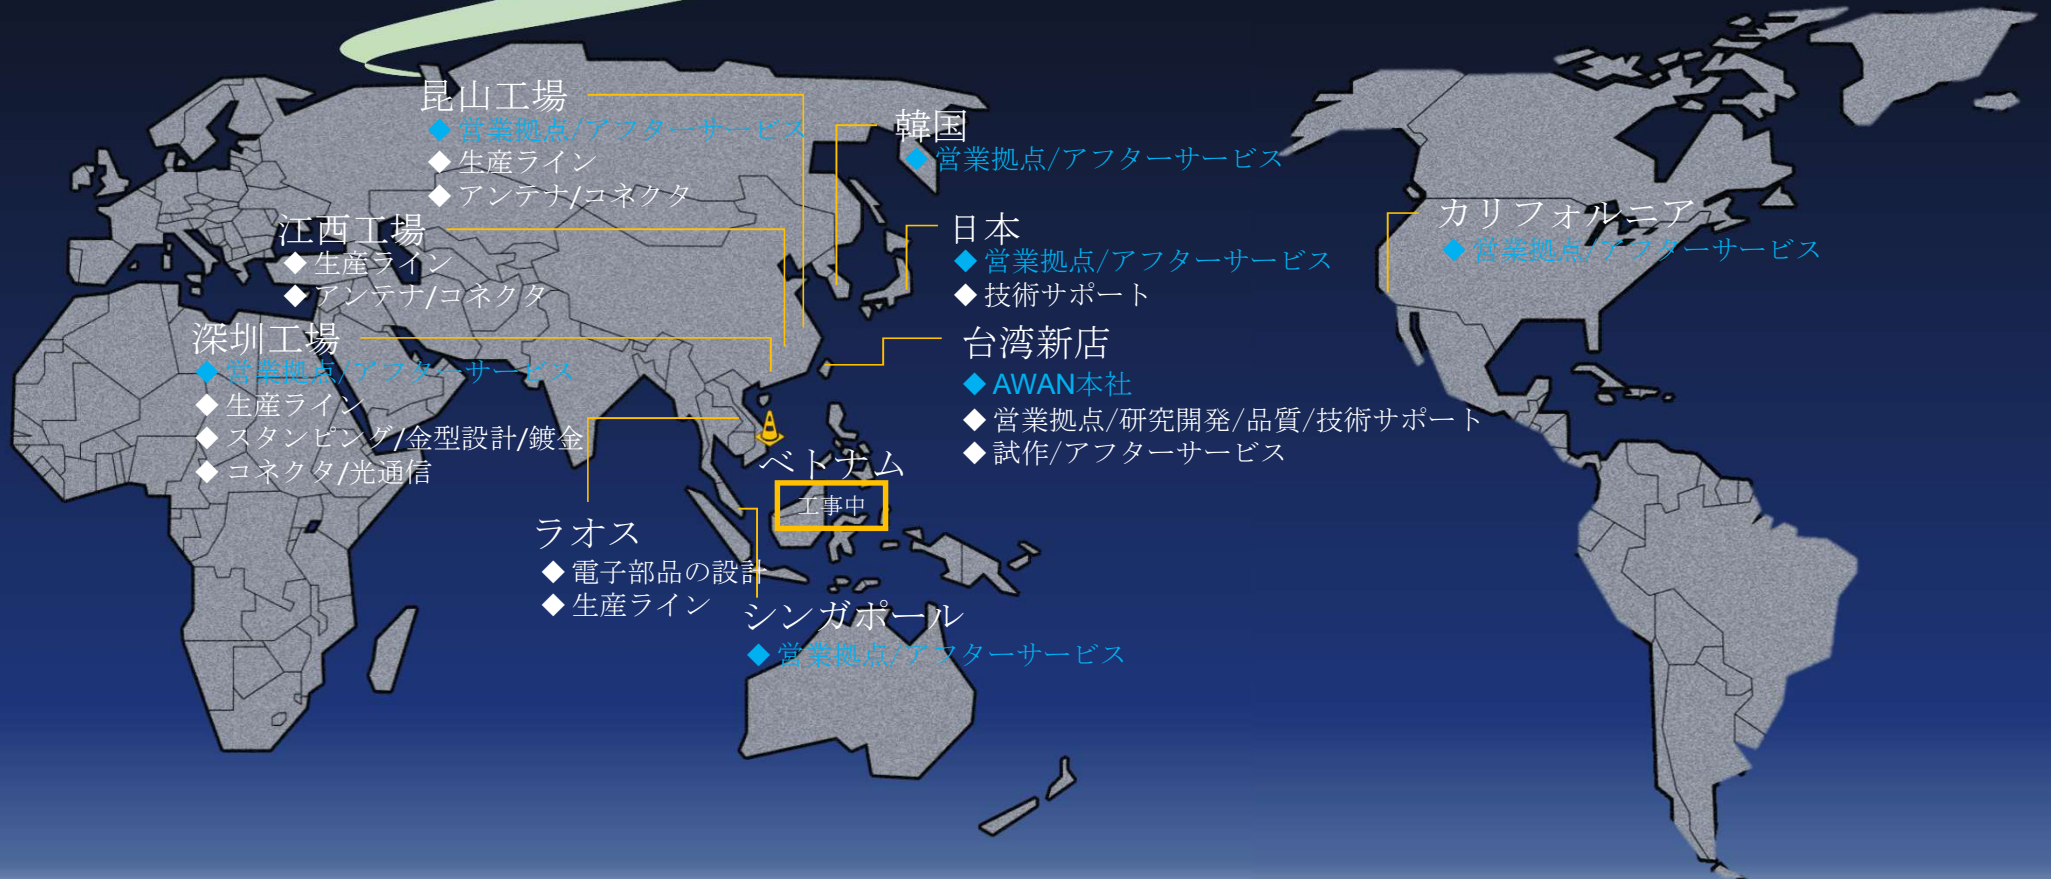 昆山工場
◆営業拠点/アフターサービス
◆生産ライン
◆アンテナ/コネクタ
江西工場
◆生産ライン
◆アンテナ/コネクタ
深圳工場
◆営業拠点/アフターサービス
◆生産ライン
◆スタンピング/金型設計/鍍金
◆コネクタ/光通信
ラオス
◆電子部品の設計
◆生産ライン
韓国
◆営業拠点/アフターサービス
日本
◆営業拠点/アフターサービス
◆技術サポート
台湾新店
◆AWAN本社
◆営業拠点/研究開発/品質/技術サポート
◆試作/アフターサービス
ベトナム
工事中
シンガポール
◆営業拠点/アフターサービス
カリフォルニア
◆営業拠点/アフターサービス